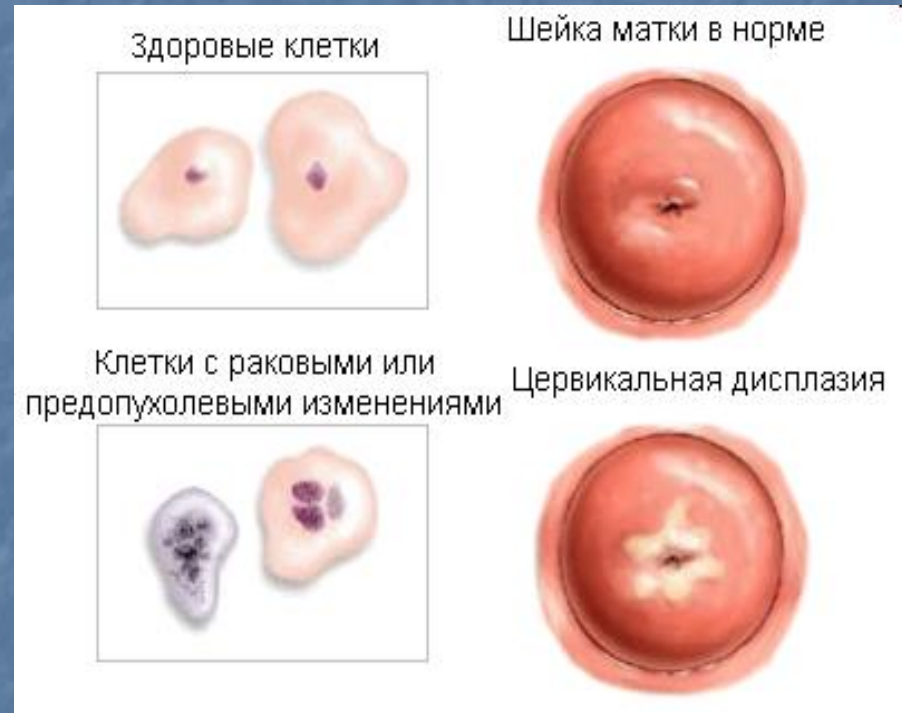 Здоровые клетки
Шейка матки в норме
Клетки с раковыми или
предопухолевыми изменениями
Цервикальная дисплазия